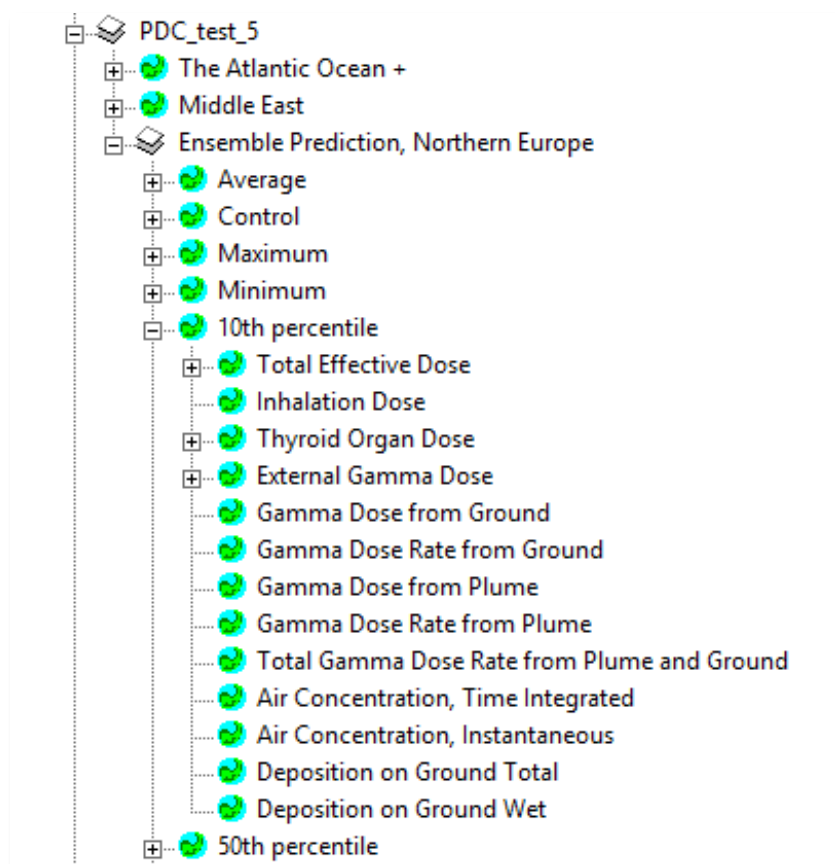 PDC_test_5
The Atlantic Ocean +
Middle East
Ensemble Prediction, Northern Europe
Average
Control
Maximum
Minimum
10th percentile
Total Effective Dose
Inhalation Dose
Thyroid Organ Dose
External Gamma Dose
Gamma Dose from Ground
Gamma Dose Rate from Ground
Gamma Dose from Plume
Gamma Dose Rate from Plume
Total Gamma Dose Rate from Plume and Ground
Air Concentration, Time Integrated
Air Concentration, Instantaneous
Deposition on Ground Total
Deposition on Ground Wet
50th percentile